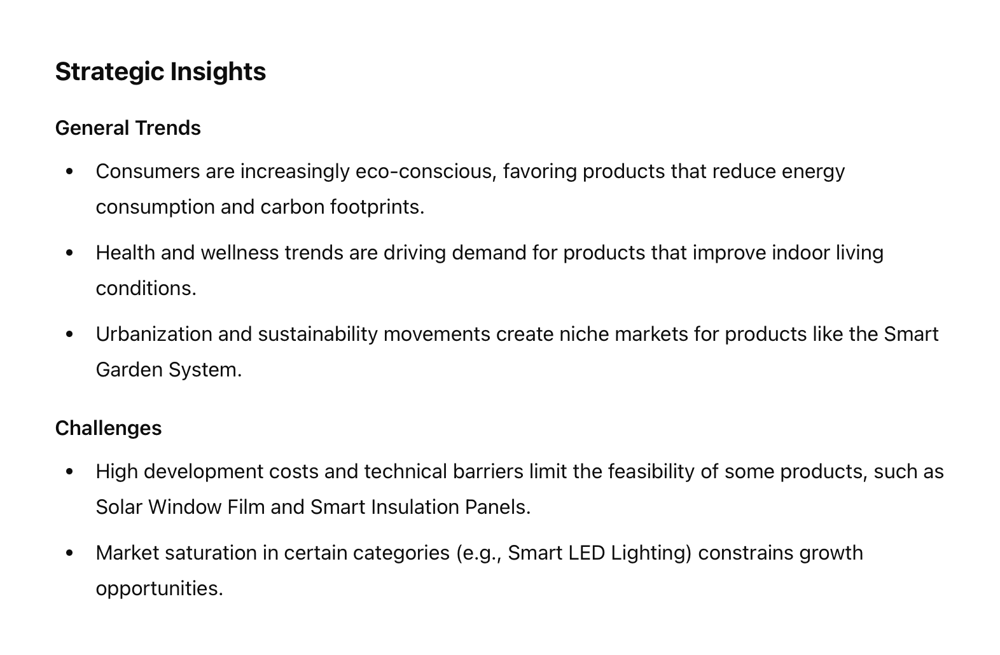 Strategic Insights
General Trends
• Consumers are increasingly eco-conscious, favoring products that reduce energy
consumption and carbon footprints.
• Health and wellness trends are driving demand for products that improve indoor living
conditions.
• Urbanization and sustainability movements create niche markets for products like the Smart
Garden System.
Challenges
• High development costs and technical barriers limit the feasibility of some products, such as
Solar Window Film and Smart Insulation Panels.
• Market saturation in certain categories (e.g., Smart LED Lighting) constrains growth
opportunities.